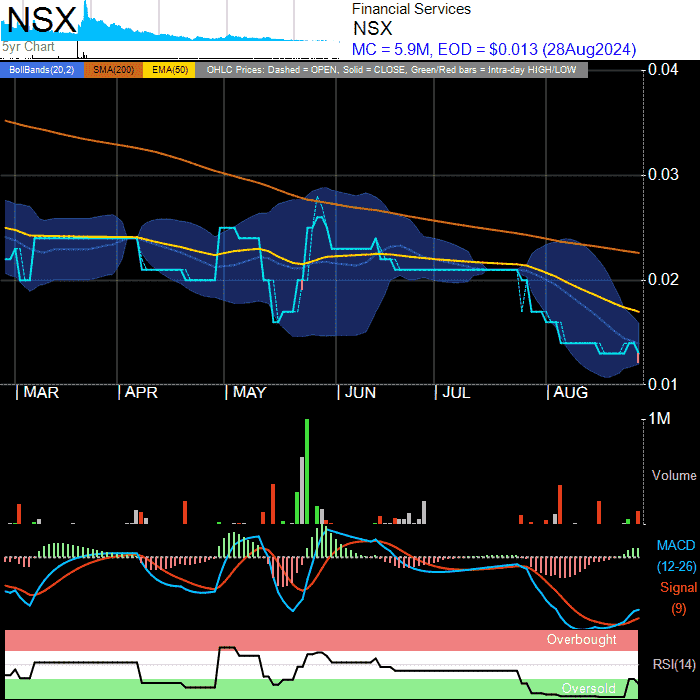 NSX
5yr Chart
Financial Services
NSX
MC = 5.9M, EOD = $0.013 (28Aug2024)
BollBands(20,2) SMA(200) EMA(50) OHLC Prices: Dashed = OPEN, Solid = CLOSE, Green/Red bars = Intra-day HIGH/LOW
0.04
0.03
0.02
0.01
MAR APR MAY JUN JUL AUG
1M
Volume
MACD
(12-26)
Signal
(9)
Overbought
RSI(14)
Oversold